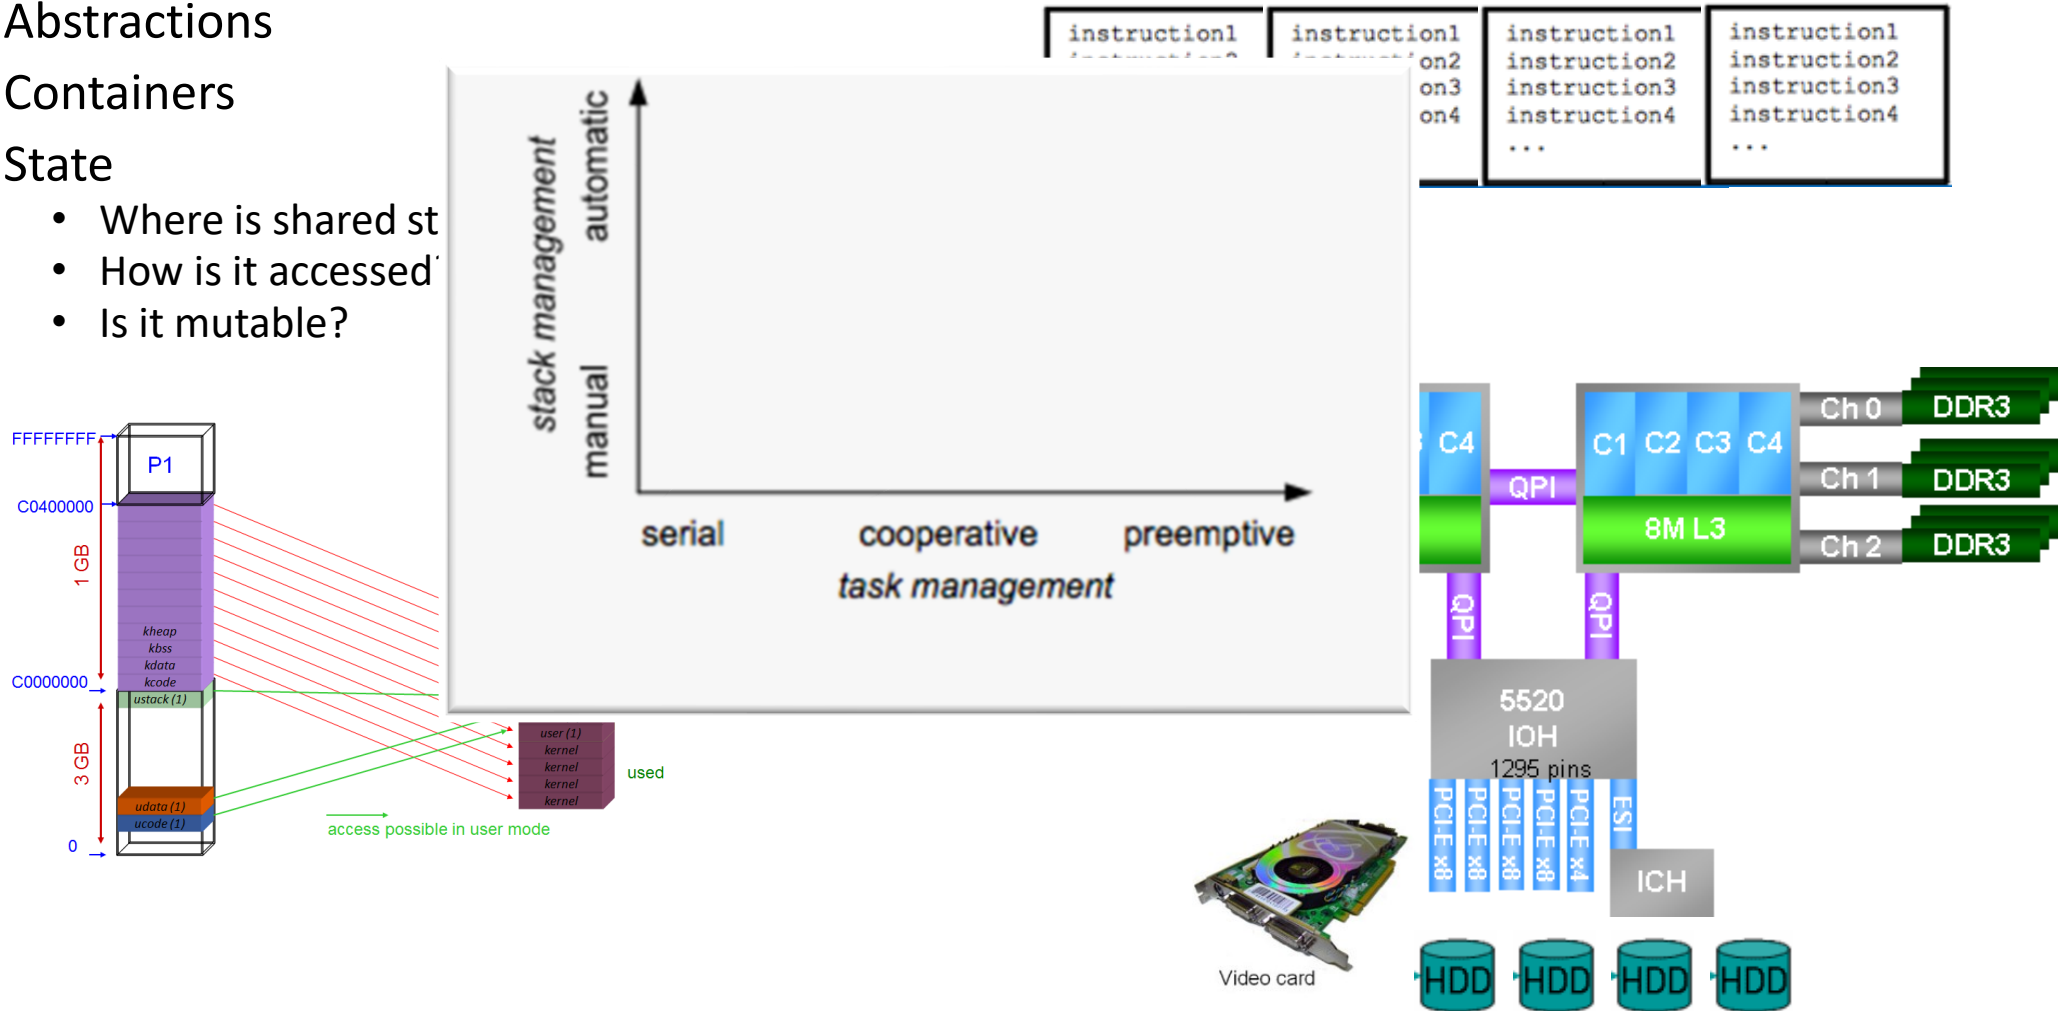 Abstractions
Containers
State
• Where is shared st
• How is it accessed
• Is it mutable?
instruction1
instruction1
instruction2
on3
on4
instruction1
instruction2
instruction3
instruction4
...
instruction1
instruction2
instruction3
instruction4
...
stack management
automatic
manual
serial
cooperative
preemptive
task management
FFFFFFFF
P1
C0400000
1 GB
kheap
kbss
kdata
kcode
C0000000
ustack (1)
3 GB
udata (1)
ucode (1)
0
user (1)
kernel
kernel
kernel
kernel
used
access possible in user mode
C4
QPI
C1 C2 C3 C4
8M L3
Ch 0
DDR3
Ch 1
DDR3
Ch 2
DDR3
QPI
QPI
5520
IOH
1295 pins
PCI-E x8
PCI-E x8
PCI-E x8
PCI-E x8
PCI-E x4
ESI
ICH
Video card
HDD
HDD
HDD
HDD